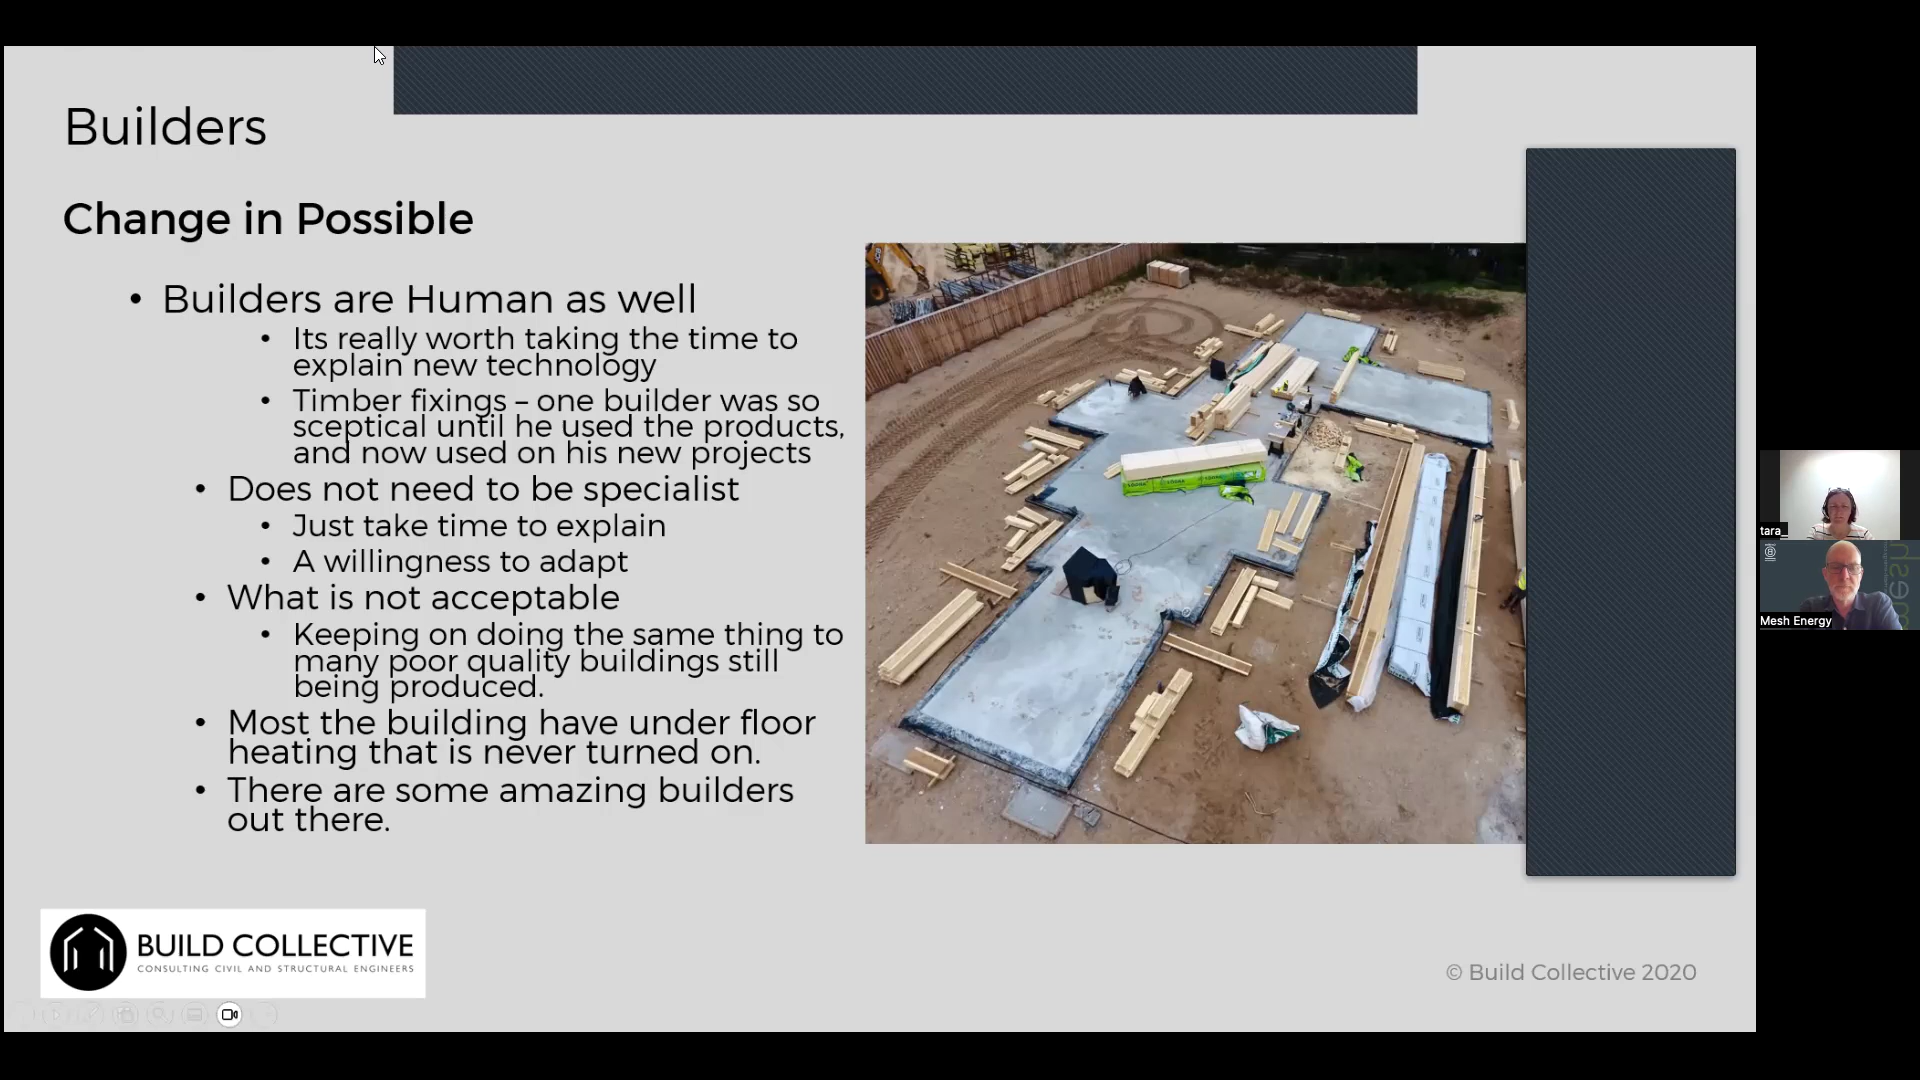 Builders
Change in Possible
• Builders are Human as well
• Its really worth taking the time to
explain new technology
• Timber fixings – one builder was so
sceptical until he used the products,
and now used on his new projects
• Does not need to be specialist
• Just take time to explain
• A willingness to adapt
• What is not acceptable
• Keeping on doing the same thing to
many poor quality buildings still
being produced.
• Most the building have under floor
heating that is never turned on.
• There are some amazing builders
out there.
BUILD COLLECTIVE
CONSULTING CIVIL AND STRUCTURAL ENGINEERS
© Build Collective 2020
tara_
mesh
Mesh Energy